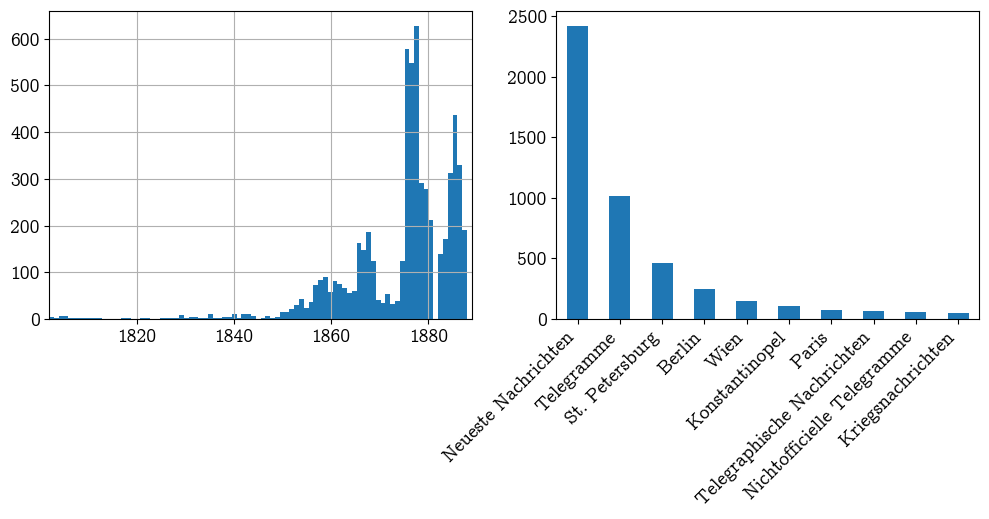 600
500
400
300
200
100
0
1820 1840 1860 1880
2500
2000
1500
1000
500
0
Neueste Nachrichten
Telegramme
St. Petersburg
Berlin
Wien
Konstantinopel
Paris
Telegraphische Nachrichten
Nichtofficielle Telegramme
Kriegsnachrichten